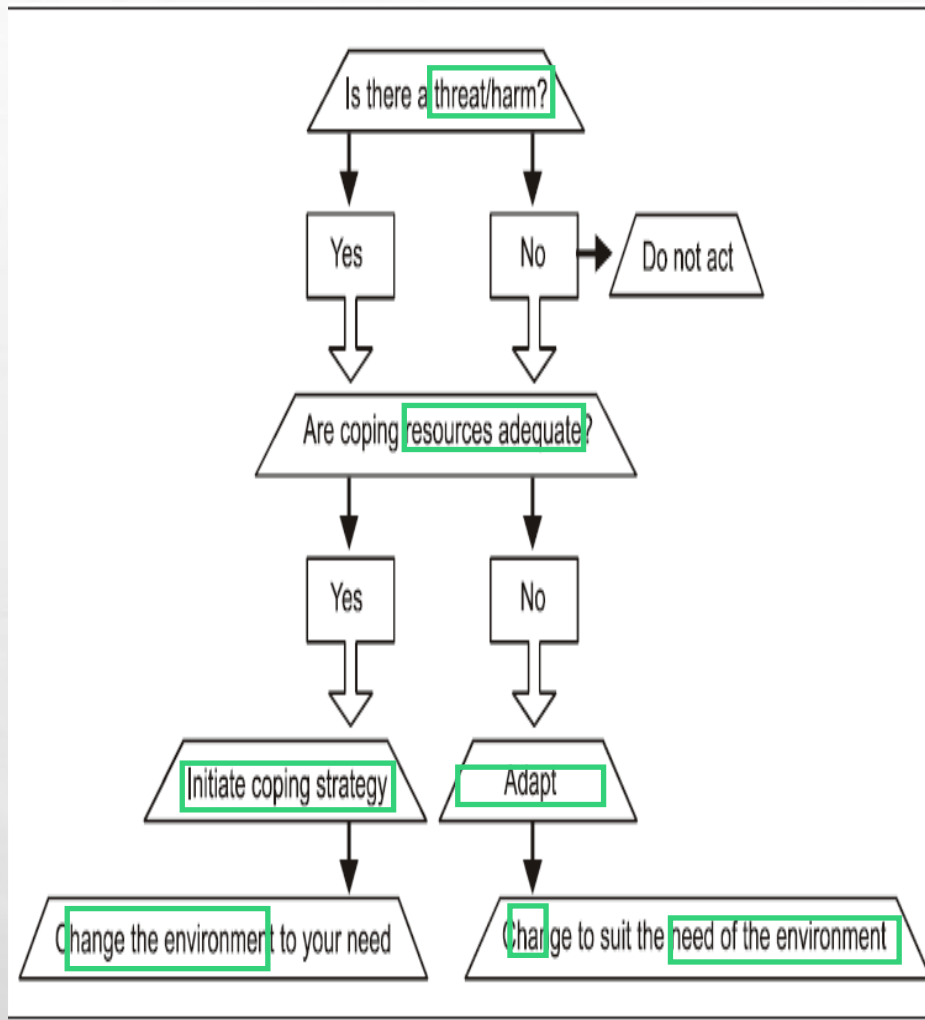 Is there a threat/harm?
Yes
No
Do not act
Are coping resources adequate?
Yes
No
Initiate coping strategy
Adapt
Change the environment to your need
Change to suit the need of the environment